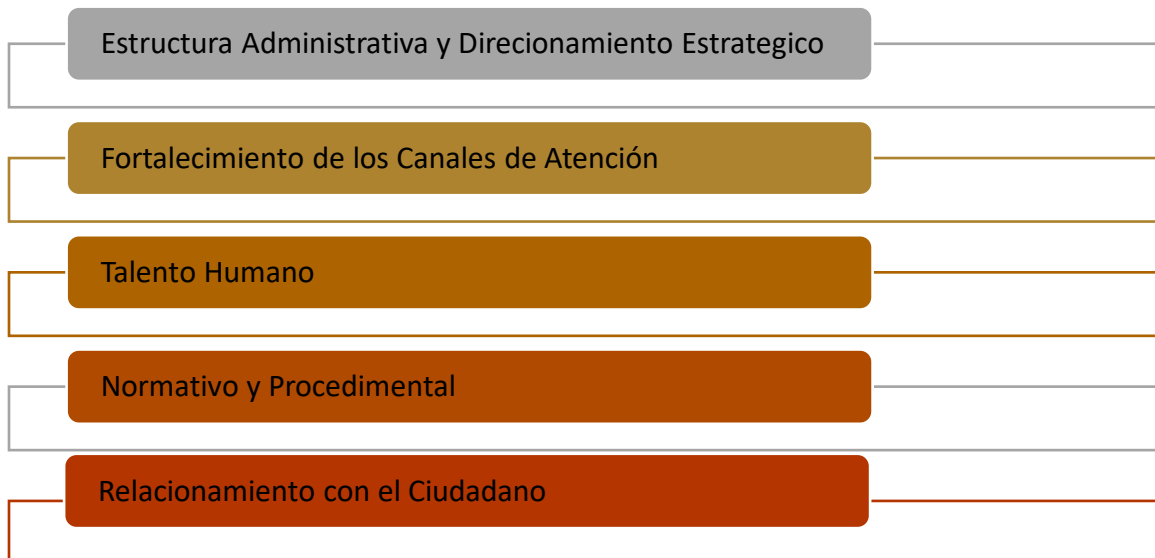 Estructura Administrativa y Direcionamiento Estrategico
Fortalecimiento de los Canales de Atención
Talento Humano
Normativo y Procedimental
Relacionamiento con el Ciudadano